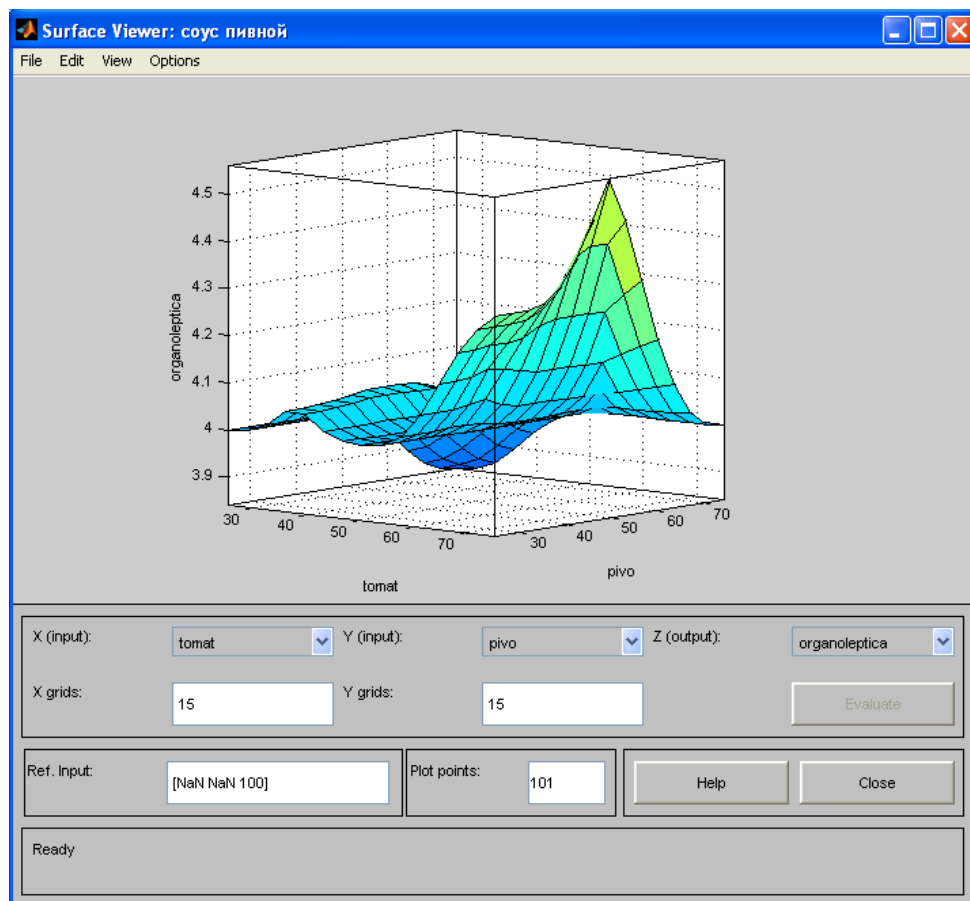 Surface Viewer: соус пивной
File Edit View Options
4.5
4.4
4.3
4.2
4.1
4
3.9
organoleptica
30 40 50 60 70
tomat
30 40 50 60 70
pivo
X (input): tomat Y (input): pivo Z (output): organoleptica
X grids: 15 Y grids: 15 Evaluate
Ref. Input: [NaN NaN 100] Plot points: 101 Help Close
Ready